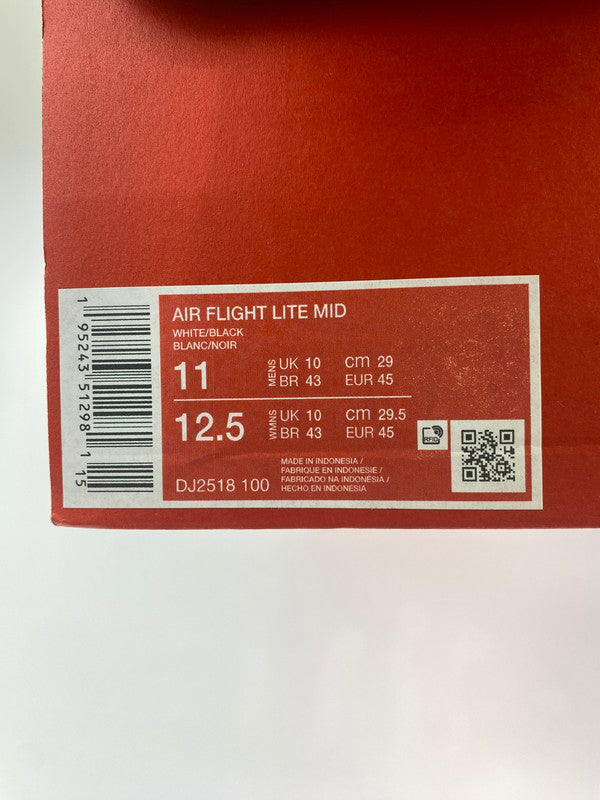 AIR FLIGHT LITE MID
WHITE/BLACK
BLANC/NOIR
11 MENS UK 10 cm 29
BR 43 EUR 45
12.5 WMNS UK 10 cm 29.5
BR 43 EUR 45
RFID
DJ2518 100
MADE IN INDONESIA /
FABRIQUE EN INDONESIE /
FABRICADO NA INDONÉSIA /
HECHO EN INDONESIA
1 95243 51298 1 15